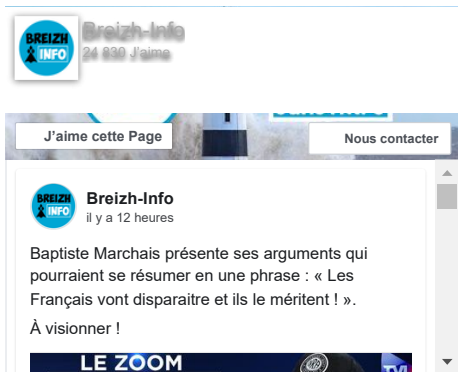 BREIZH
INFO
Breizh-Info
24 830 J'aime
J'aime cette Page
Nous contacter
BREIZH
INFO
Breizh-Info
il y a 12 heures
Baptiste Marchais présente ses arguments qui
pourraient se résumer en une phrase : « Les
Français vont disparaitre et ils le méritent ! ».
À visionner !
LE ZOOM